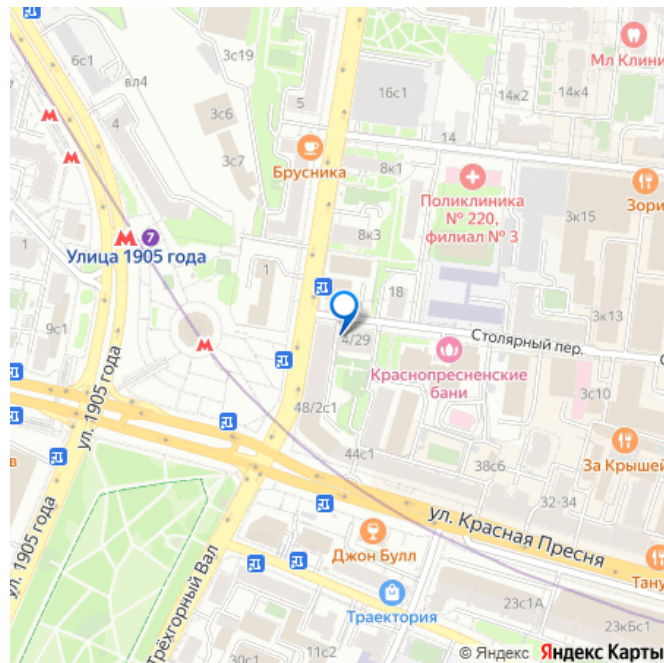 6с1
3с19
вл4
5
16с1
Мл Клини
14к2
14к4
3с6
4
14
3с7
Брусника
8к1
Поликлиника
№ 220,
филиал № 3
Зори
3к15
1
7
Улица 1905 года
8к3
1
18
9с1
4/29
Столярный пер.
3к13
Краснопресненские
бани
3с10
ул. 1905 года
48/2с1
44с1
38с6
За Крышей
32-34
в
ул. Красная Пресня
ул. 1905 года
Трёхгорный Вал
Джон Булл
Тану
Траектория
23с1А
23кБс1
30с1
11с2
© Яндекс Яндекс Карты